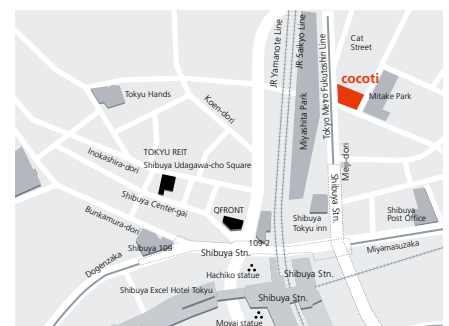 Cat
Street
JR Yamanote Line
JR Saikyo Line
Tokyo Metro Fukutoshin Line
cocoti
Mitake Park
Tokyu Hands
Koen-dori
Miyashita Park
TOKYU REIT
Shibuya Udagawa-cho Square
Inokashira-dori
Meiji-dori
Shibuya Stn.
Shibuya Center-gai
Bunkamura-dori
QFRONT
Shibuya
Tokyu inn
Shibuya
Post Office
Shibuya 109
109-2
Shibuya Stn.
Miyamasuzaka
Dogenzaka
Hachiko statue
Shibuya Stn.
Shibuya Excel Hotel Tokyu
Shibuya Stn.
Moyai statue